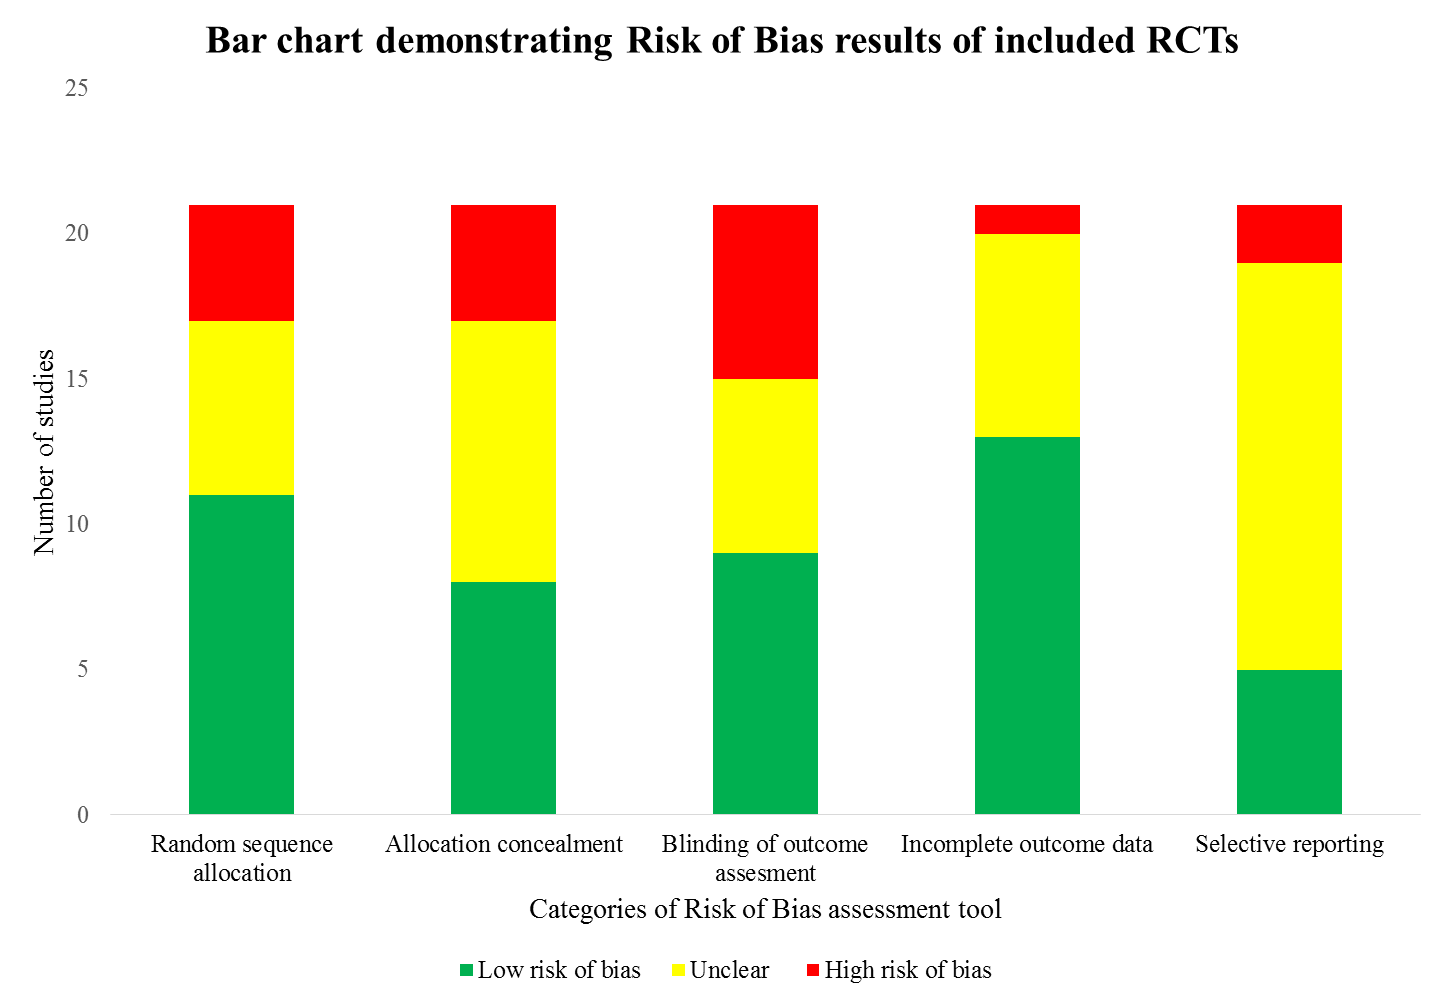 Bar chart demonstrating Risk of Bias results of included RCTs
25
20
15
10
5
0
Number of studies
Random sequence
allocation
Allocation concealment
Blinding of outcome
assesment
Incomplete outcome data
Selective reporting
Categories of Risk of Bias assessment tool
Low risk of bias
Unclear
High risk of bias